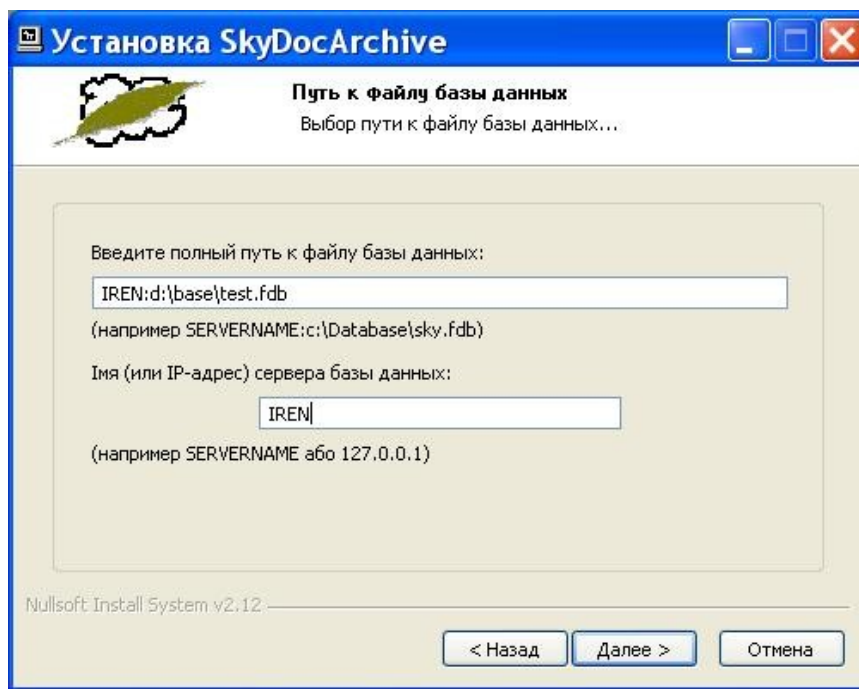 Установка SkyDocArchive
Путь к файлу базы данных
Выбор пути к файлу базы данных...
Введите полный путь к файлу базы данных:
IREN:d:\base\test.fdb
(например SERVERNAME:c:\Database\sky.fdb)
Імя (или IP-адрес) сервера базы данных:
IREN
(например SERVERNAME або 127.0.0.1)
Nullsoft Install System v2.12
< Назад Далее > Отмена